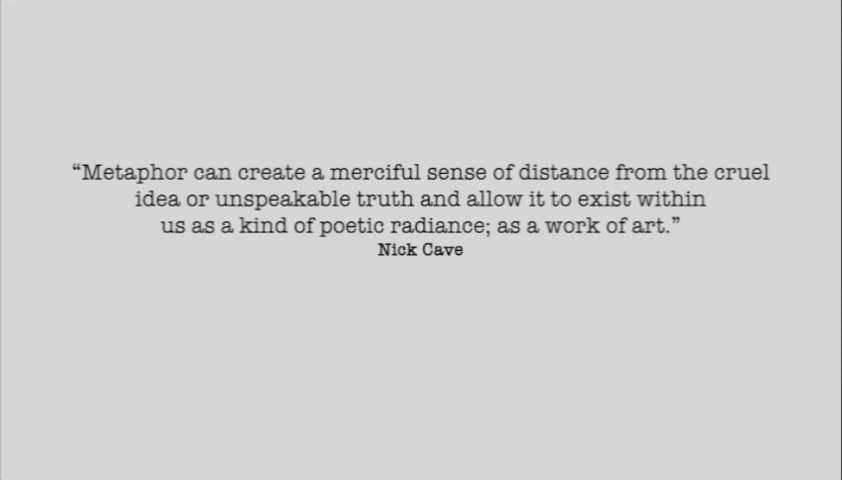 “Metaphor can create a merciful sense of distance from the cruel
idea or unspeakable truth and allow it to exist within
us as a kind of poetic radiance; as a work of art.”
Nick Cave